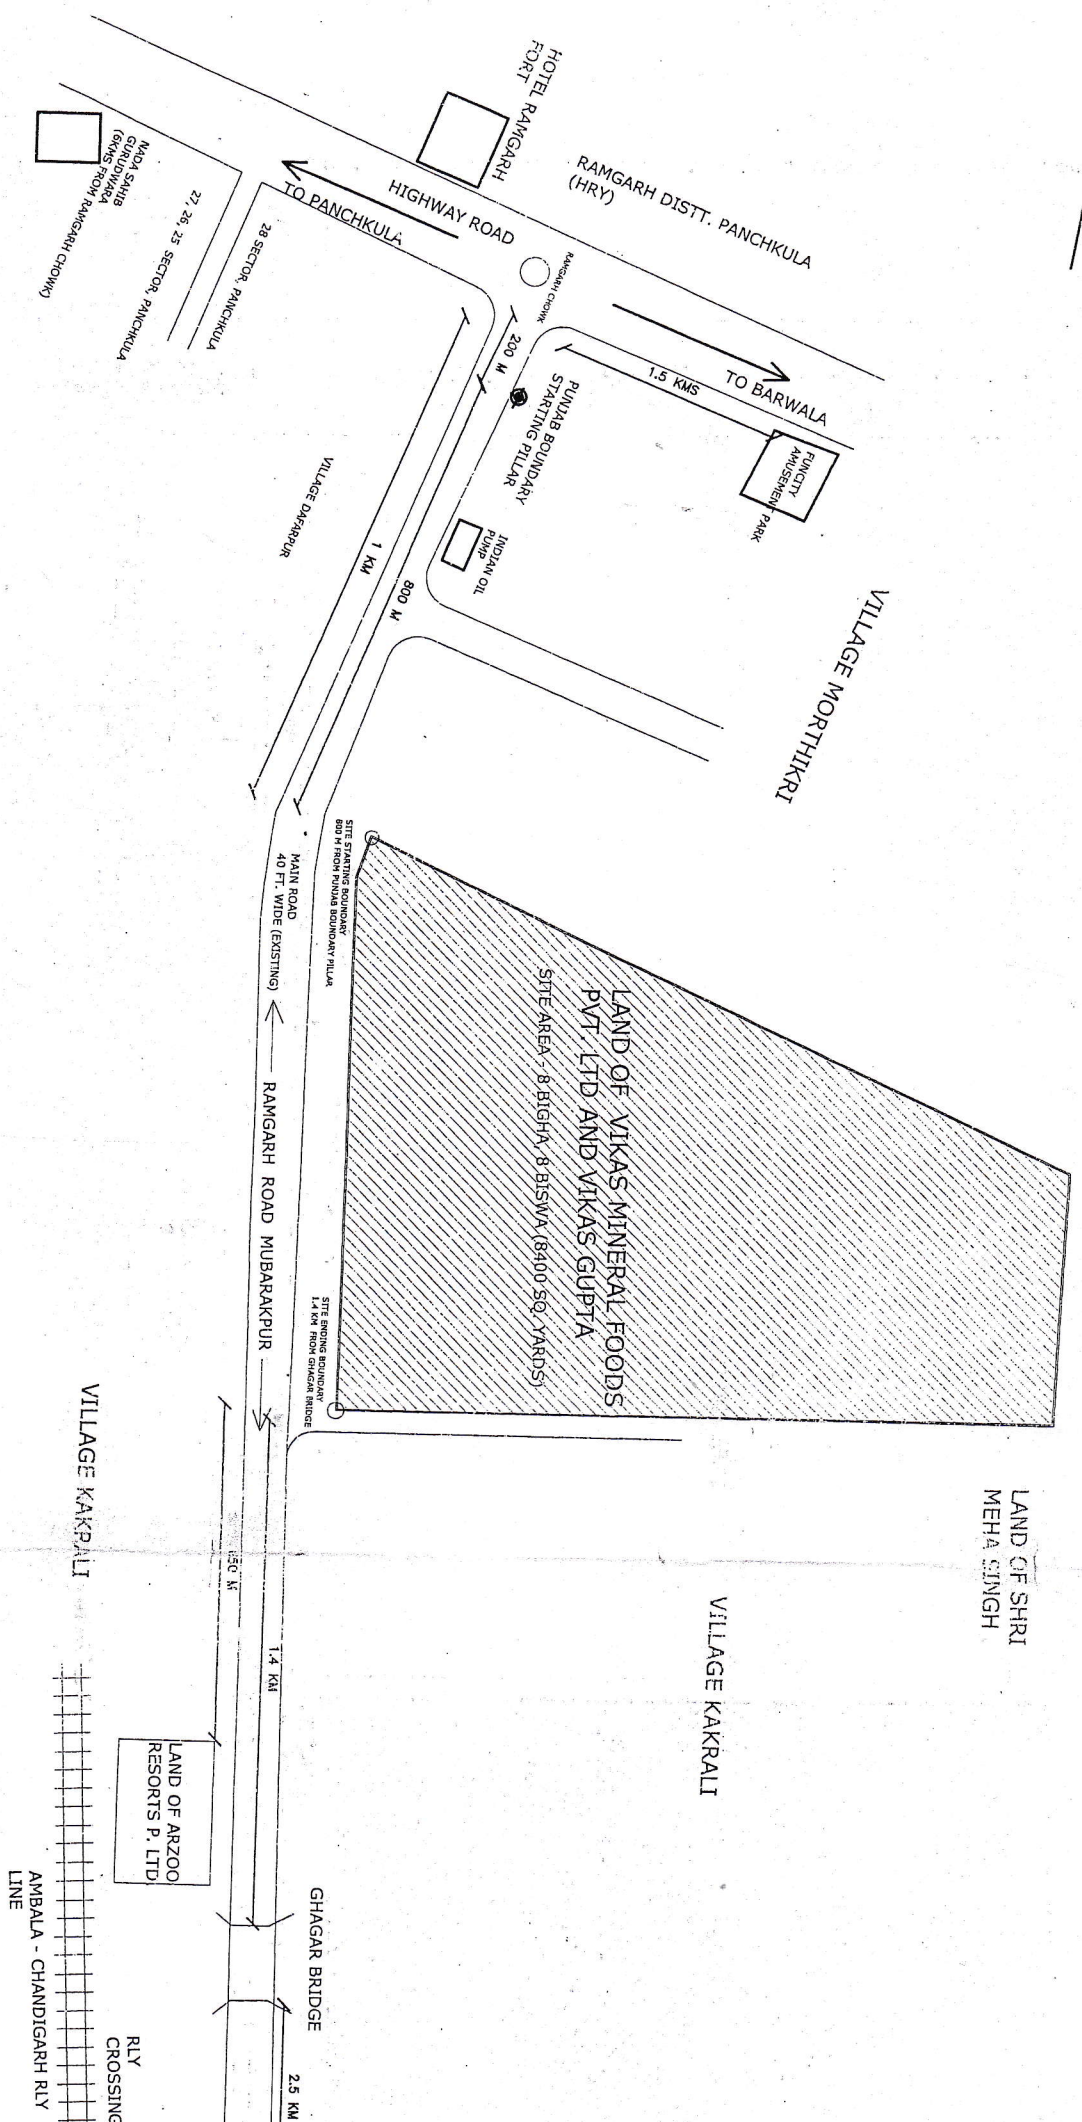 HOTEL RAMGARH
FORT
RAMGARH DISTT. PANCHKULA
(HRY)
NADA SAHIB
GURUDWARA
(6KMS FROM RAMGARH CHOWK)
HIGHWAY ROAD
TO PANCHKULA
27, 26, 25 SECTOR, PANCHKULA
28 SECTOR, PANCHKULA
RAMGARH CHOWK
TO BARWALA
1.5 KMS
200 M
PUNJAB BOUNDARY
STARTING PILLAR
FUNCITY
AMUSEMENT PARK
INDIAN OIL
PUMP
VILLAGE DAFARPUR
1 KM
800 M
VILLAGE MORTHIKRI
SITE STARTING BOUNDARY
800 M FROM PUNJAB BOUNDARY PILLAR
MAIN ROAD
40 FT. WIDE (EXISTING)
LAND OF VIKAS MINERAL FOODS
PVT. LTD AND VIKAS GUPTA
SITE AREA - 8 BIGHA, 8 BISWA (8400 SQ. YARDS)
RAMGARH ROAD MUBARAKPUR
SITE ENDING BOUNDARY
1.4 KM FROM GHAGAR BRIDGE
VILLAGE KAKRALI
LAND OF SHRI
MEHA SINGH
VILLAGE KAKRALI
1.4 KM
LAND OF ARZOO
RESORTS P. LTD
GHAGAR BRIDGE
AMBALA - CHANDIGARH RLY
LINE
RLY
CROSSING
2.5 KM